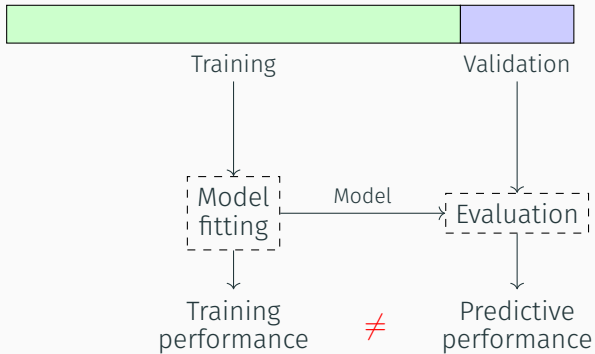 Training
Validation
Model
fitting
Model
Evaluation
Training
performance
≠
Predictive
performance